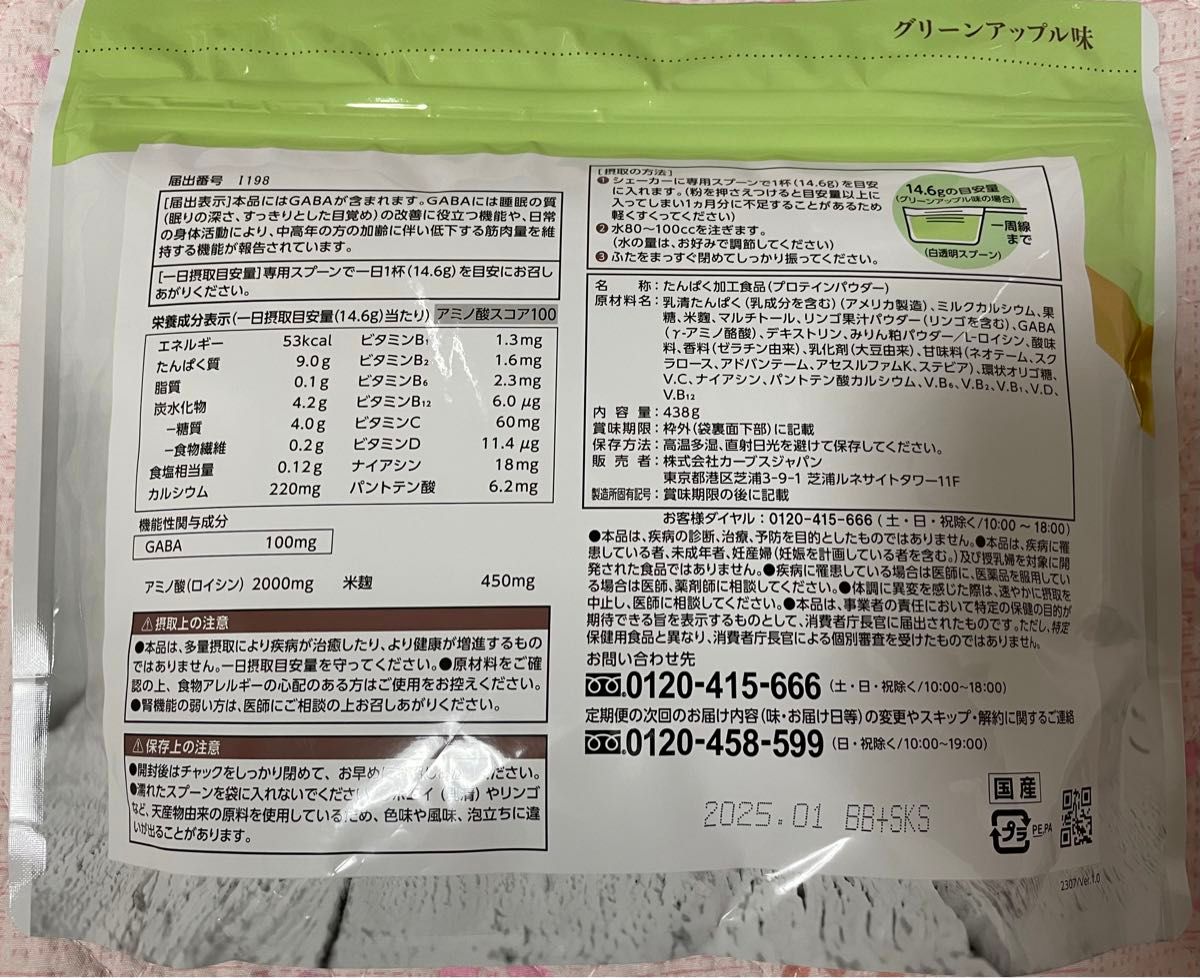 グリーンアップル味
届出番号 I198
[届出表示]本品にはGABAが含まれます。GABAには睡眠の質
(眠りの深さ、すっきりとした目覚め)の改善に役立つ機能や、日常
の身体活動により、中高年の方の加齢に伴い低下する筋肉量を維
持する機能が報告されています。
[一日摂取目安量]専用スプーンで一日1杯(14.6g)を目安にお召し
あがりください。
栄養成分表示(一日摂取目安量(14.6g)当たり) アミノ酸スコア100
エネルギー 53kcal ビタミンB₁ 1.3mg
たんぱく質 9.0g ビタミンB₂ 1.6mg
脂質 0.1g ビタミンB₆ 2.3mg
炭水化物 4.2g ビタミンB₁₂ 6.0μg
−糖質 4.0g ビタミンC 60mg
−食物繊維 0.2g ビタミンD 11.4μg
食塩相当量 0.12g ナイアシン 18mg
カルシウム 220mg パントテン酸 6.2mg
機能性関与成分
GABA 100mg
アミノ酸(ロイシン) 2000mg 米麹 450mg
⚠摂取上の注意
●本品は、多量摂取により疾病が治癒したり、より健康が増進するもの
ではありません。一日摂取目安量を守ってください。●原材料をご確
認の上、食物アレルギーの心配のある方はご使用をお控えください。
●腎機能の弱い方は、医師にご相談の上お召しあがりください。
⚠保存上の注意
●開封後はチャックをしっかり閉めて、お早め ください。
●濡れたスプーンを袋に入れないでくださ やリンゴ
など、天産物由来の原料を使用しているため、色味や風味、泡立ちに違
いが出ることがあります。
[摂取の方法]
❶シェーカーに専用スプーンで1杯(14.6g)を目安
に入れます。(粉を押さえつけると目安量以上に
入ってしまい1ヵ月分に不足することがあるため
軽くすくってください)
❷水80〜100ccを注ぎます。
(水の量は、お好みで調節してください)
❸ふたをまっすぐ閉めてしっかり振ってください。
14.6gの目安量
(グリーンアップル味の場合)
一周線
まで
(白透明スプーン)
名 称:たんぱく加工食品(プロテインパウダー)
原材料名:乳清たんぱく(乳成分を含む)(アメリカ製造)、ミルクカルシウム、果
糖、米麹、マルチトール、リンゴ果汁パウダー(リンゴを含む)、GABA
(γ-アミノ酪酸)、デキストリン、みりん粕パウダー/L-ロイシン、酸味
料、香料(ゼラチン由来)、乳化剤(大豆由来)、甘味料(ネオテーム、スク
ラロース、アドバンテーム、アセスルファムK、ステビア)、環状オリゴ糖、
V.C、ナイアシン、パントテン酸カルシウム、V.B₆、V.B₂、V.B₁、V.D、
V.B₁₂
内 容 量:438g
賞味期限:枠外(袋裏面下部)に記載
保存方法:高温多湿、直射日光を避けて保存してください。
販 売 者:株式会社カーブスジャパン
東京都港区芝浦3-9-1 芝浦ルネサイトタワー11F
製造所固有記号:賞味期限の後に記載
お客様ダイヤル:0120-415-666(土・日・祝除く/10:00〜18:00)
●本品は、疾病の診断、治療、予防を目的としたものではありません。●本品は、疾病に罹
患している者、未成年者、妊産婦(妊娠を計画している者を含む。)及び授乳婦を対象に開
発された食品ではありません。●疾病に罹患している場合は医師に、医薬品を服用してい
る場合は医師、薬剤師に相談してください。●体調に異変を感じた際は、速やかに摂取を
中止し、医師に相談してください。●本品は、事業者の責任において特定の保健の目的が
期待できる旨を表示するものとして、消費者庁長官に届出されたものです。ただし、特定
保健用食品と異なり、消費者庁長官による個別審査を受けたものではありません。
お問い合わせ先
0120-415-666 (土・日・祝除く/10:00~18:00)
定期便の次回のお届け内容(味・お届け日等)の変更やスキップ・解約に関するご連絡
0120-458-599 (日・祝除く/10:00~19:00)
国産
2025.01 BB+SKS
プラ PE,PA
2307/Ver.1.0